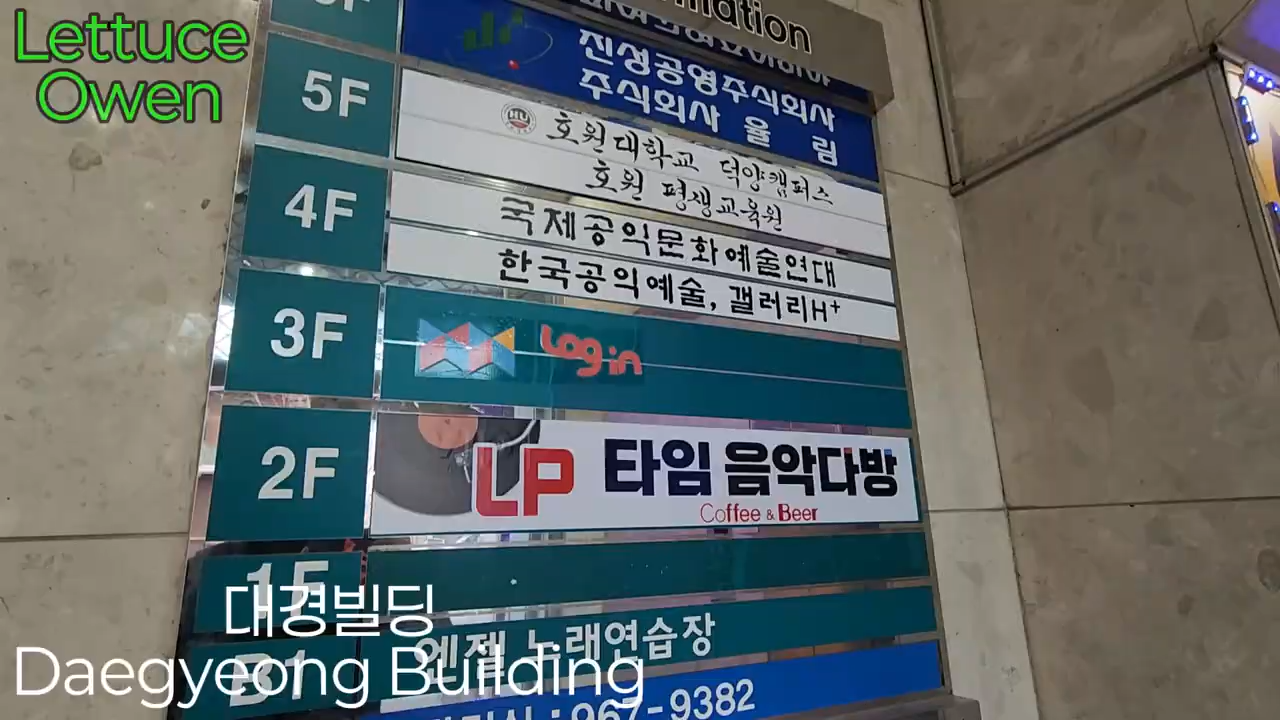 Lettuce
Owen
5F
진성공영주식회사
주식회사 율림
호원대학교 덕양캠퍼스
호원 평생교육원
4F
국제공익문화예술연대
한국공의예술, 갤러리H+
3F
Log in
2F
LP 타임 음악다방
Coffee & Beer
1F
B1
엔젤 노래연습장
: 967-9382
대경빌딩
Daegyeong Building